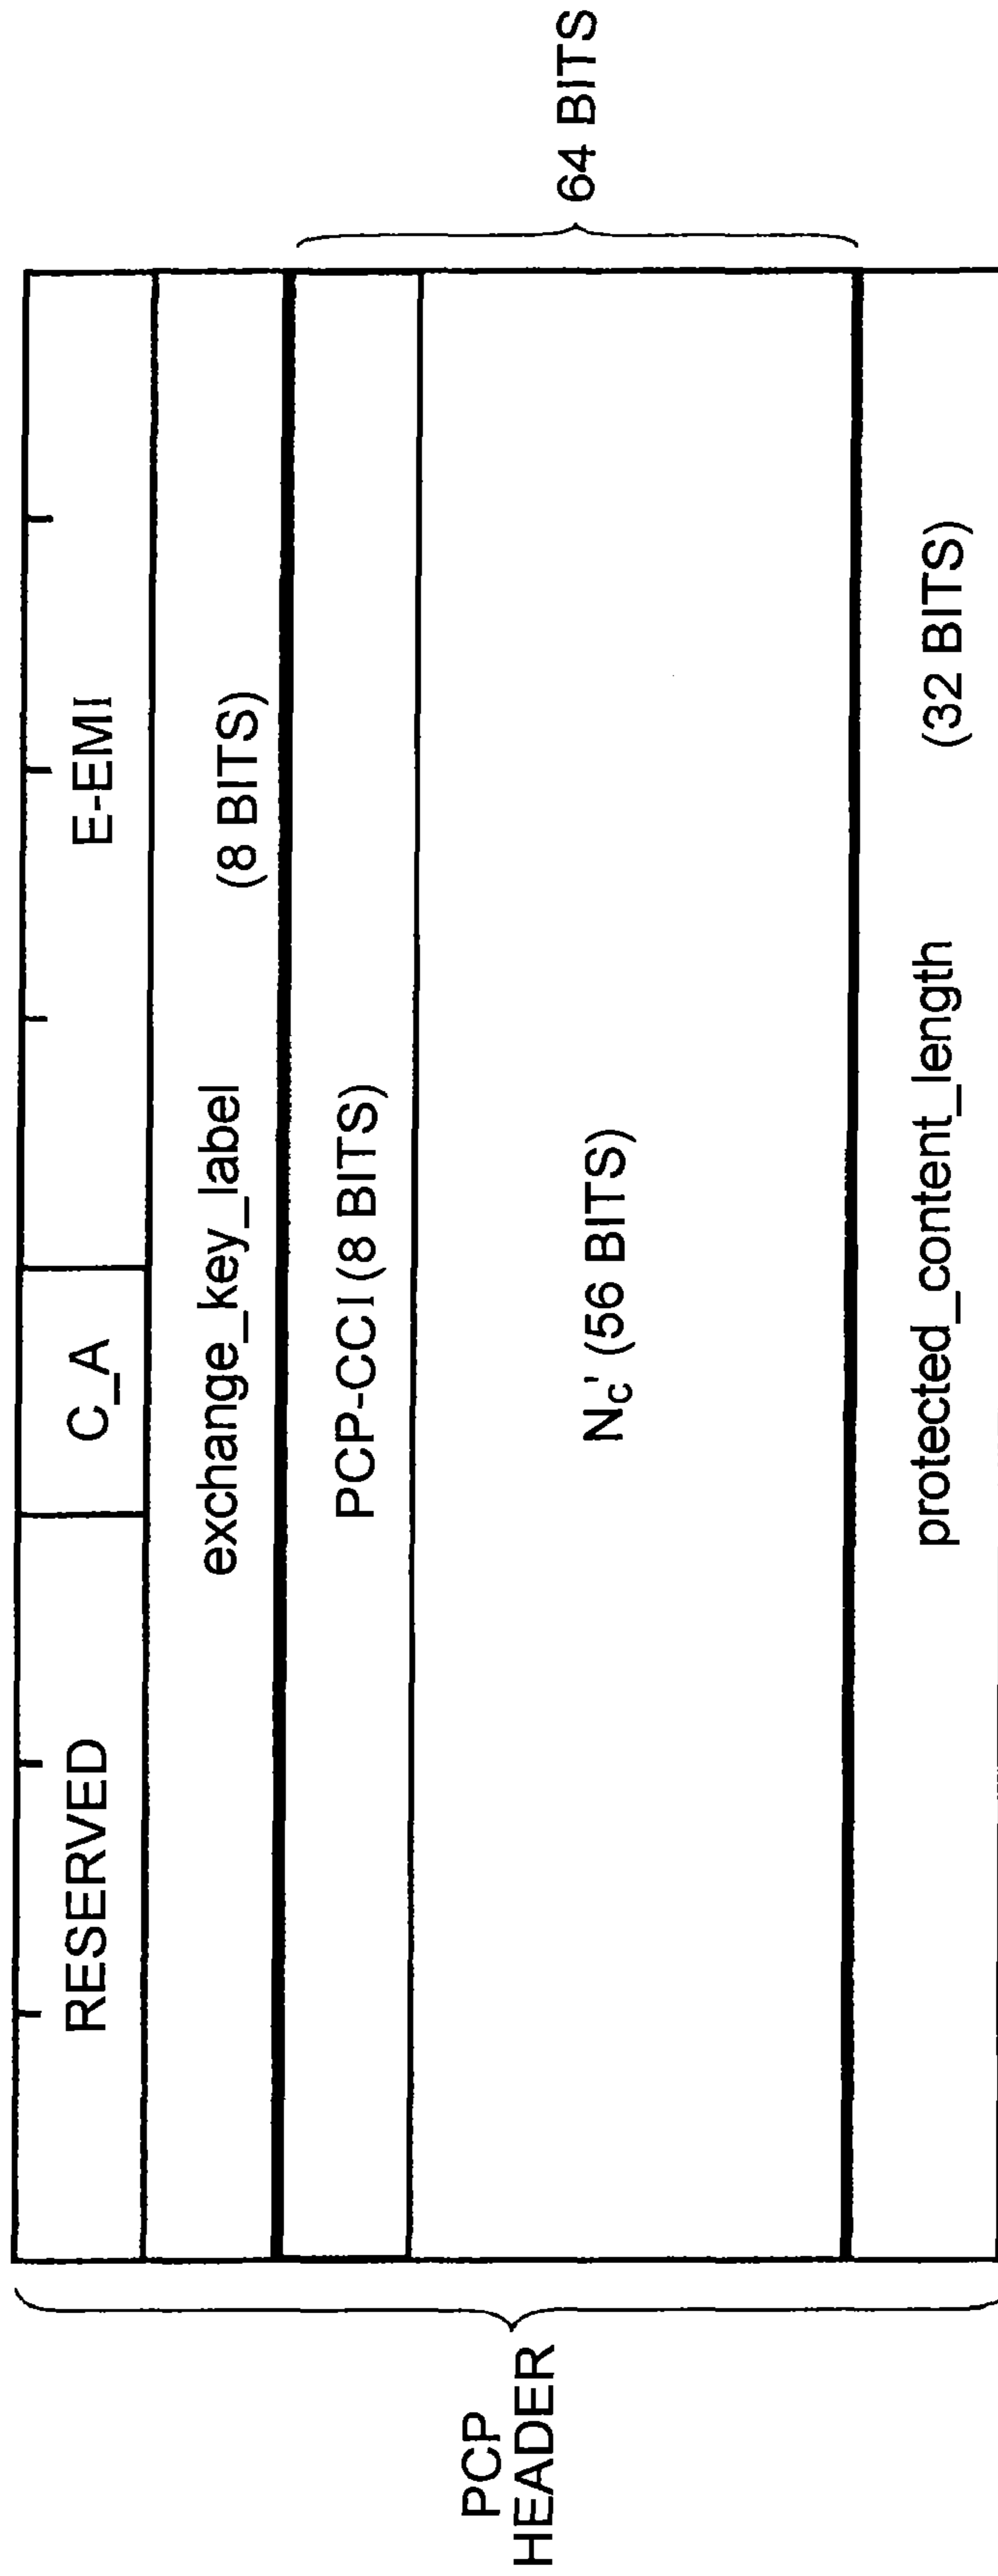 PCP
HEADER
RESERVED
C_A
E-EMI
exchange_key_label
(8 BITS)
PCP-CCI (8 BITS)
Nc' (56 BITS)
64 BITS
protected_content_length
(32 BITS)